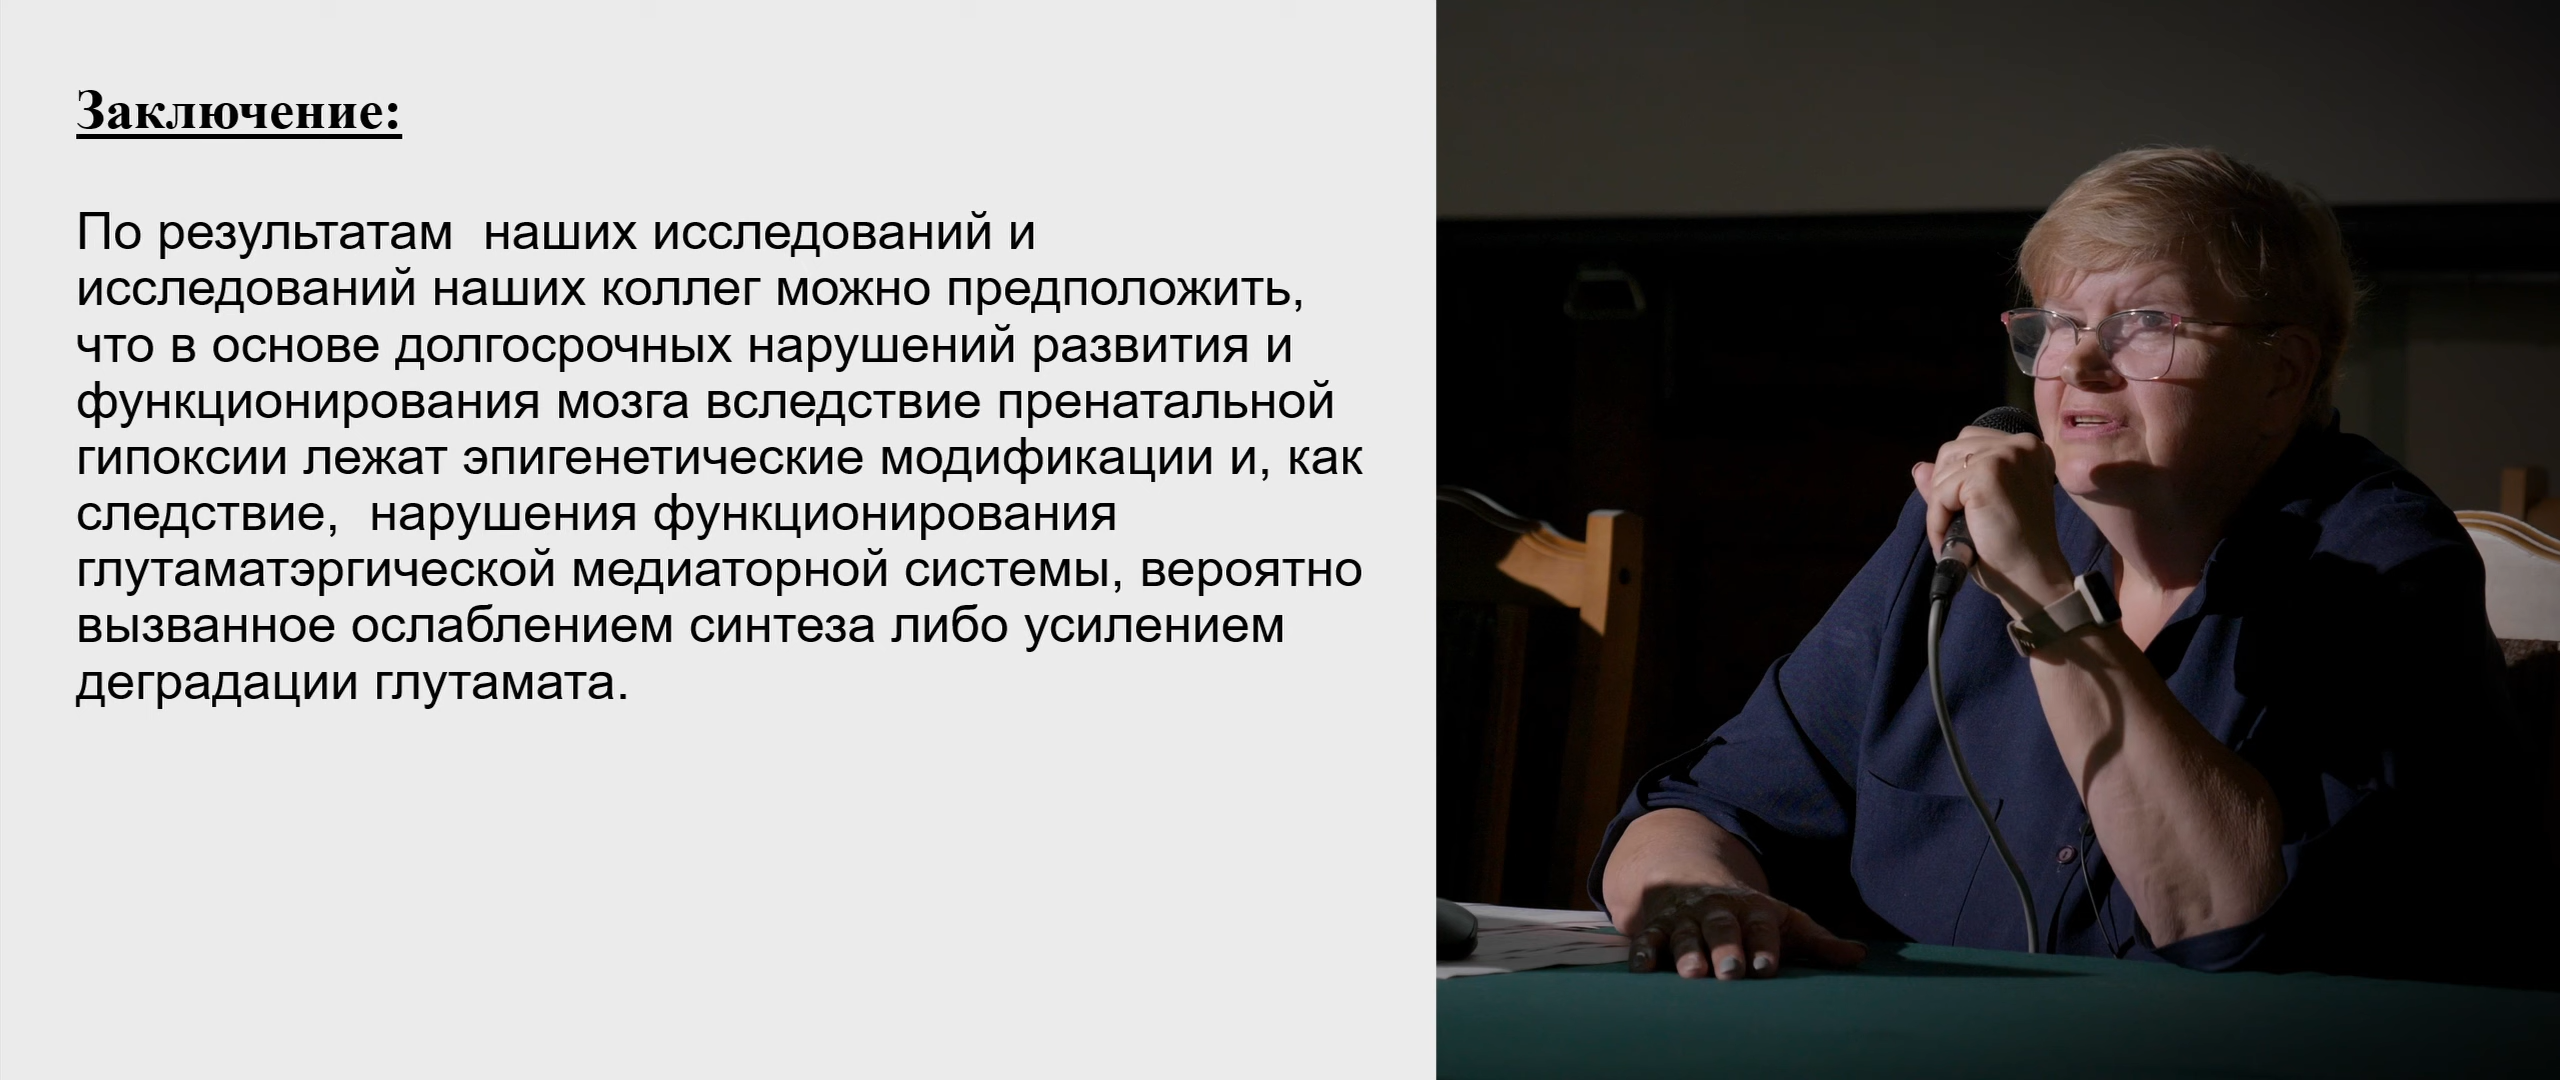 Заключение:
По результатам  наших исследований и
исследований наших коллег можно предположить,
что в основе долгосрочных нарушений развития и
функционирования мозга вследствие пренатальной
гипоксии лежат эпигенетические модификации и, как
следствие,  нарушения функционирования
глутаматэргической медиаторной системы, вероятно
вызванное ослаблением синтеза либо усилением
деградации глутамата.